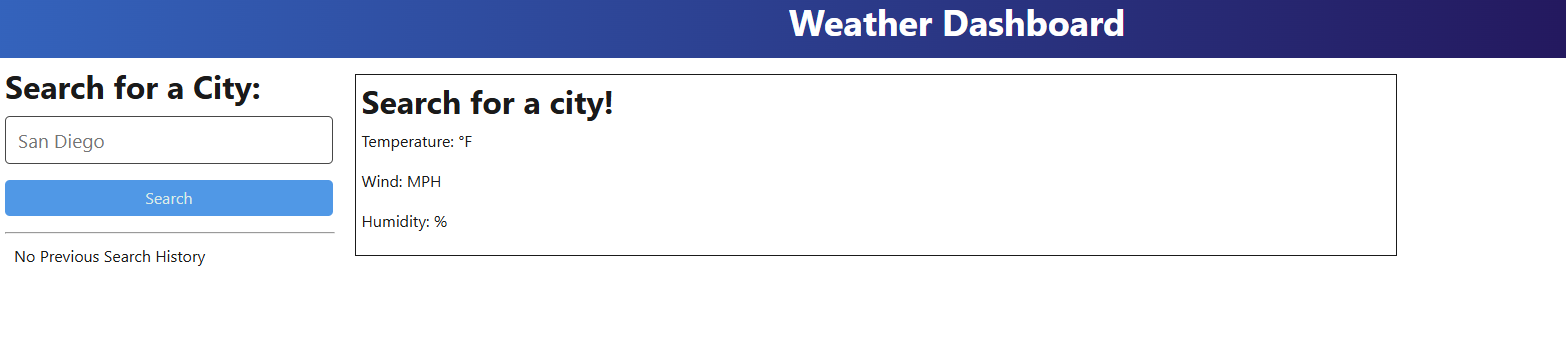 Weather Dashboard
Search for a City:
San Diego
Search
No Previous Search History
Search for a city!
Temperature: °F
Wind: MPH
Humidity: %